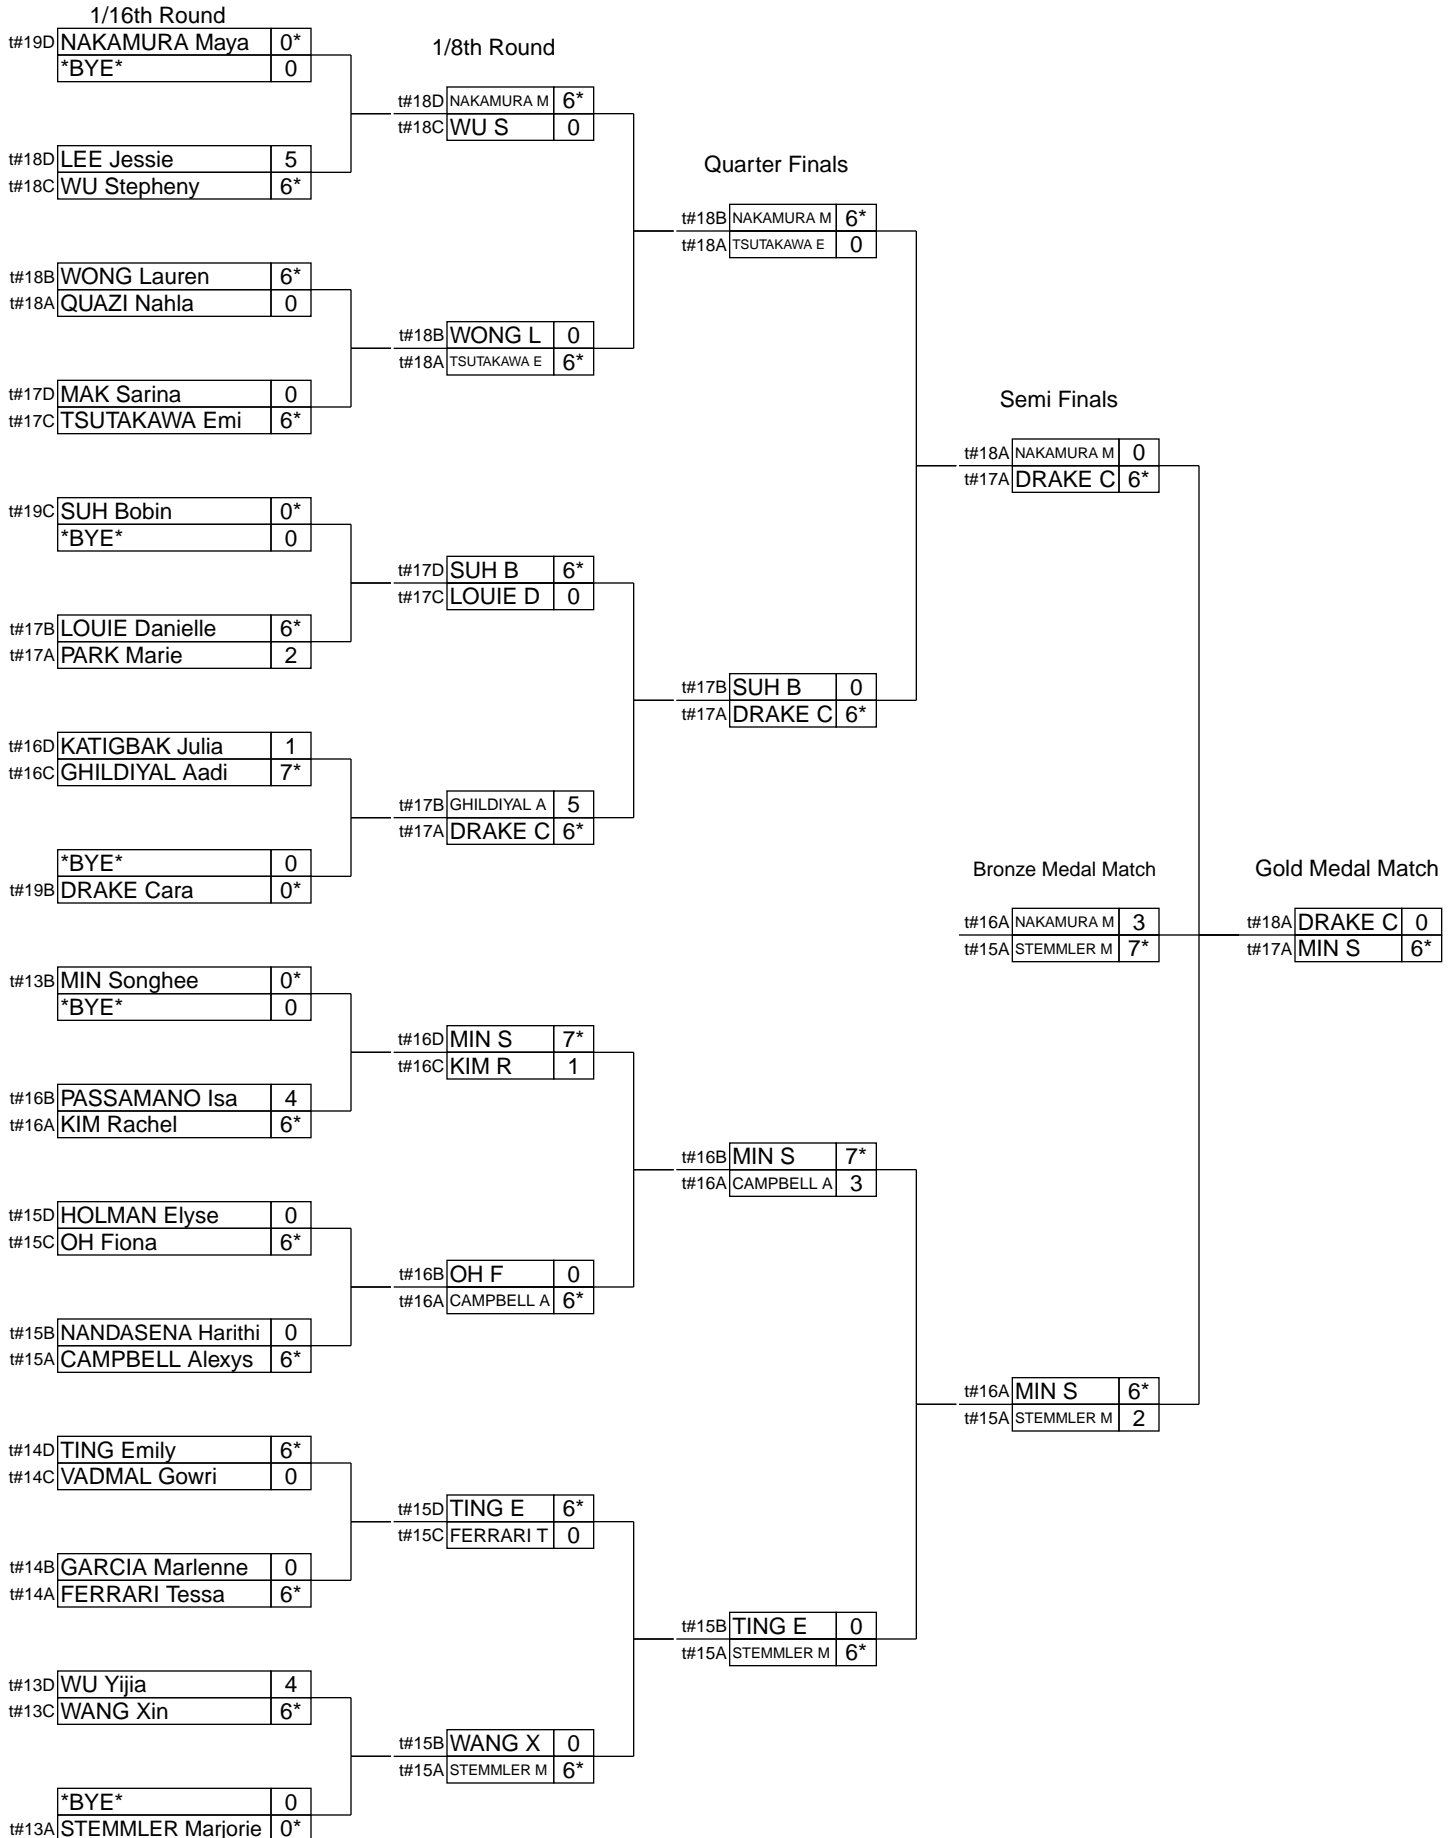 1/16th Round
t#19D NAKAMURA Maya 0*
*BYE* 0
t#18D LEE Jessie 5
t#18C WU Stepheny 6*
t#18B WONG Lauren 6*
t#18A QUAZI Nahla 0
t#17D MAK Sarina 0
t#17C TSUTAKAWA Emi 6*
t#19C SUH Bobin 0*
*BYE* 0
t#17B LOUIE Danielle 6*
t#17A PARK Marie 2
t#16D KATIGBAK Julia 1
t#16C GHILDIYAL Aadi 7*
*BYE* 0
t#19B DRAKE Cara 0*
t#13B MIN Songhee 0*
*BYE* 0
t#16B PASSAMANO Isa 4
t#16A KIM Rachel 6*
t#15D HOLMAN Elyse 0
t#15C OH Fiona 6*
t#15B NANDASENA Harithi 0
t#15A CAMPBELL Alexys 6*
t#14D TING Emily 6*
t#14C VADMAL Gowri 0
t#14B GARCIA Marlenne 0
t#14A FERRARI Tessa 6*
t#13D WU Yijia 4
t#13C WANG Xin 6*
*BYE* 0
t#13A STEMMLER Marjorie 0*
1/8th Round
t#18D NAKAMURA M 6*
t#18C WU S 0
t#18B WONG L 0
t#18A TSUTAKAWA E 6*
t#17D SUH B 6*
t#17C LOUIE D 0
t#17B GHILDIYAL A 5
t#17A DRAKE C 6*
t#16D MIN S 7*
t#16C KIM R 1
t#16B OH F 0
t#16A CAMPBELL A 6*
t#15D TING E 6*
t#15C FERRARI T 0
t#15B WANG X 0
t#15A STEMMLER M 6*
Quarter Finals
t#18B NAKAMURA M 6*
t#18A TSUTAKAWA E 0
t#17B SUH B 0
t#17A DRAKE C 6*
t#16B MIN S 7*
t#16A CAMPBELL A 3
t#15B TING E 0
t#15A STEMMLER M 6*
Semi Finals
t#18A NAKAMURA M 0
t#17A DRAKE C 6*
t#16A MIN S 6*
t#15A STEMMLER M 2
Bronze Medal Match
t#16A NAKAMURA M 3
t#15A STEMMLER M 7*
Gold Medal Match
t#18A DRAKE C 0
t#17A MIN S 6*